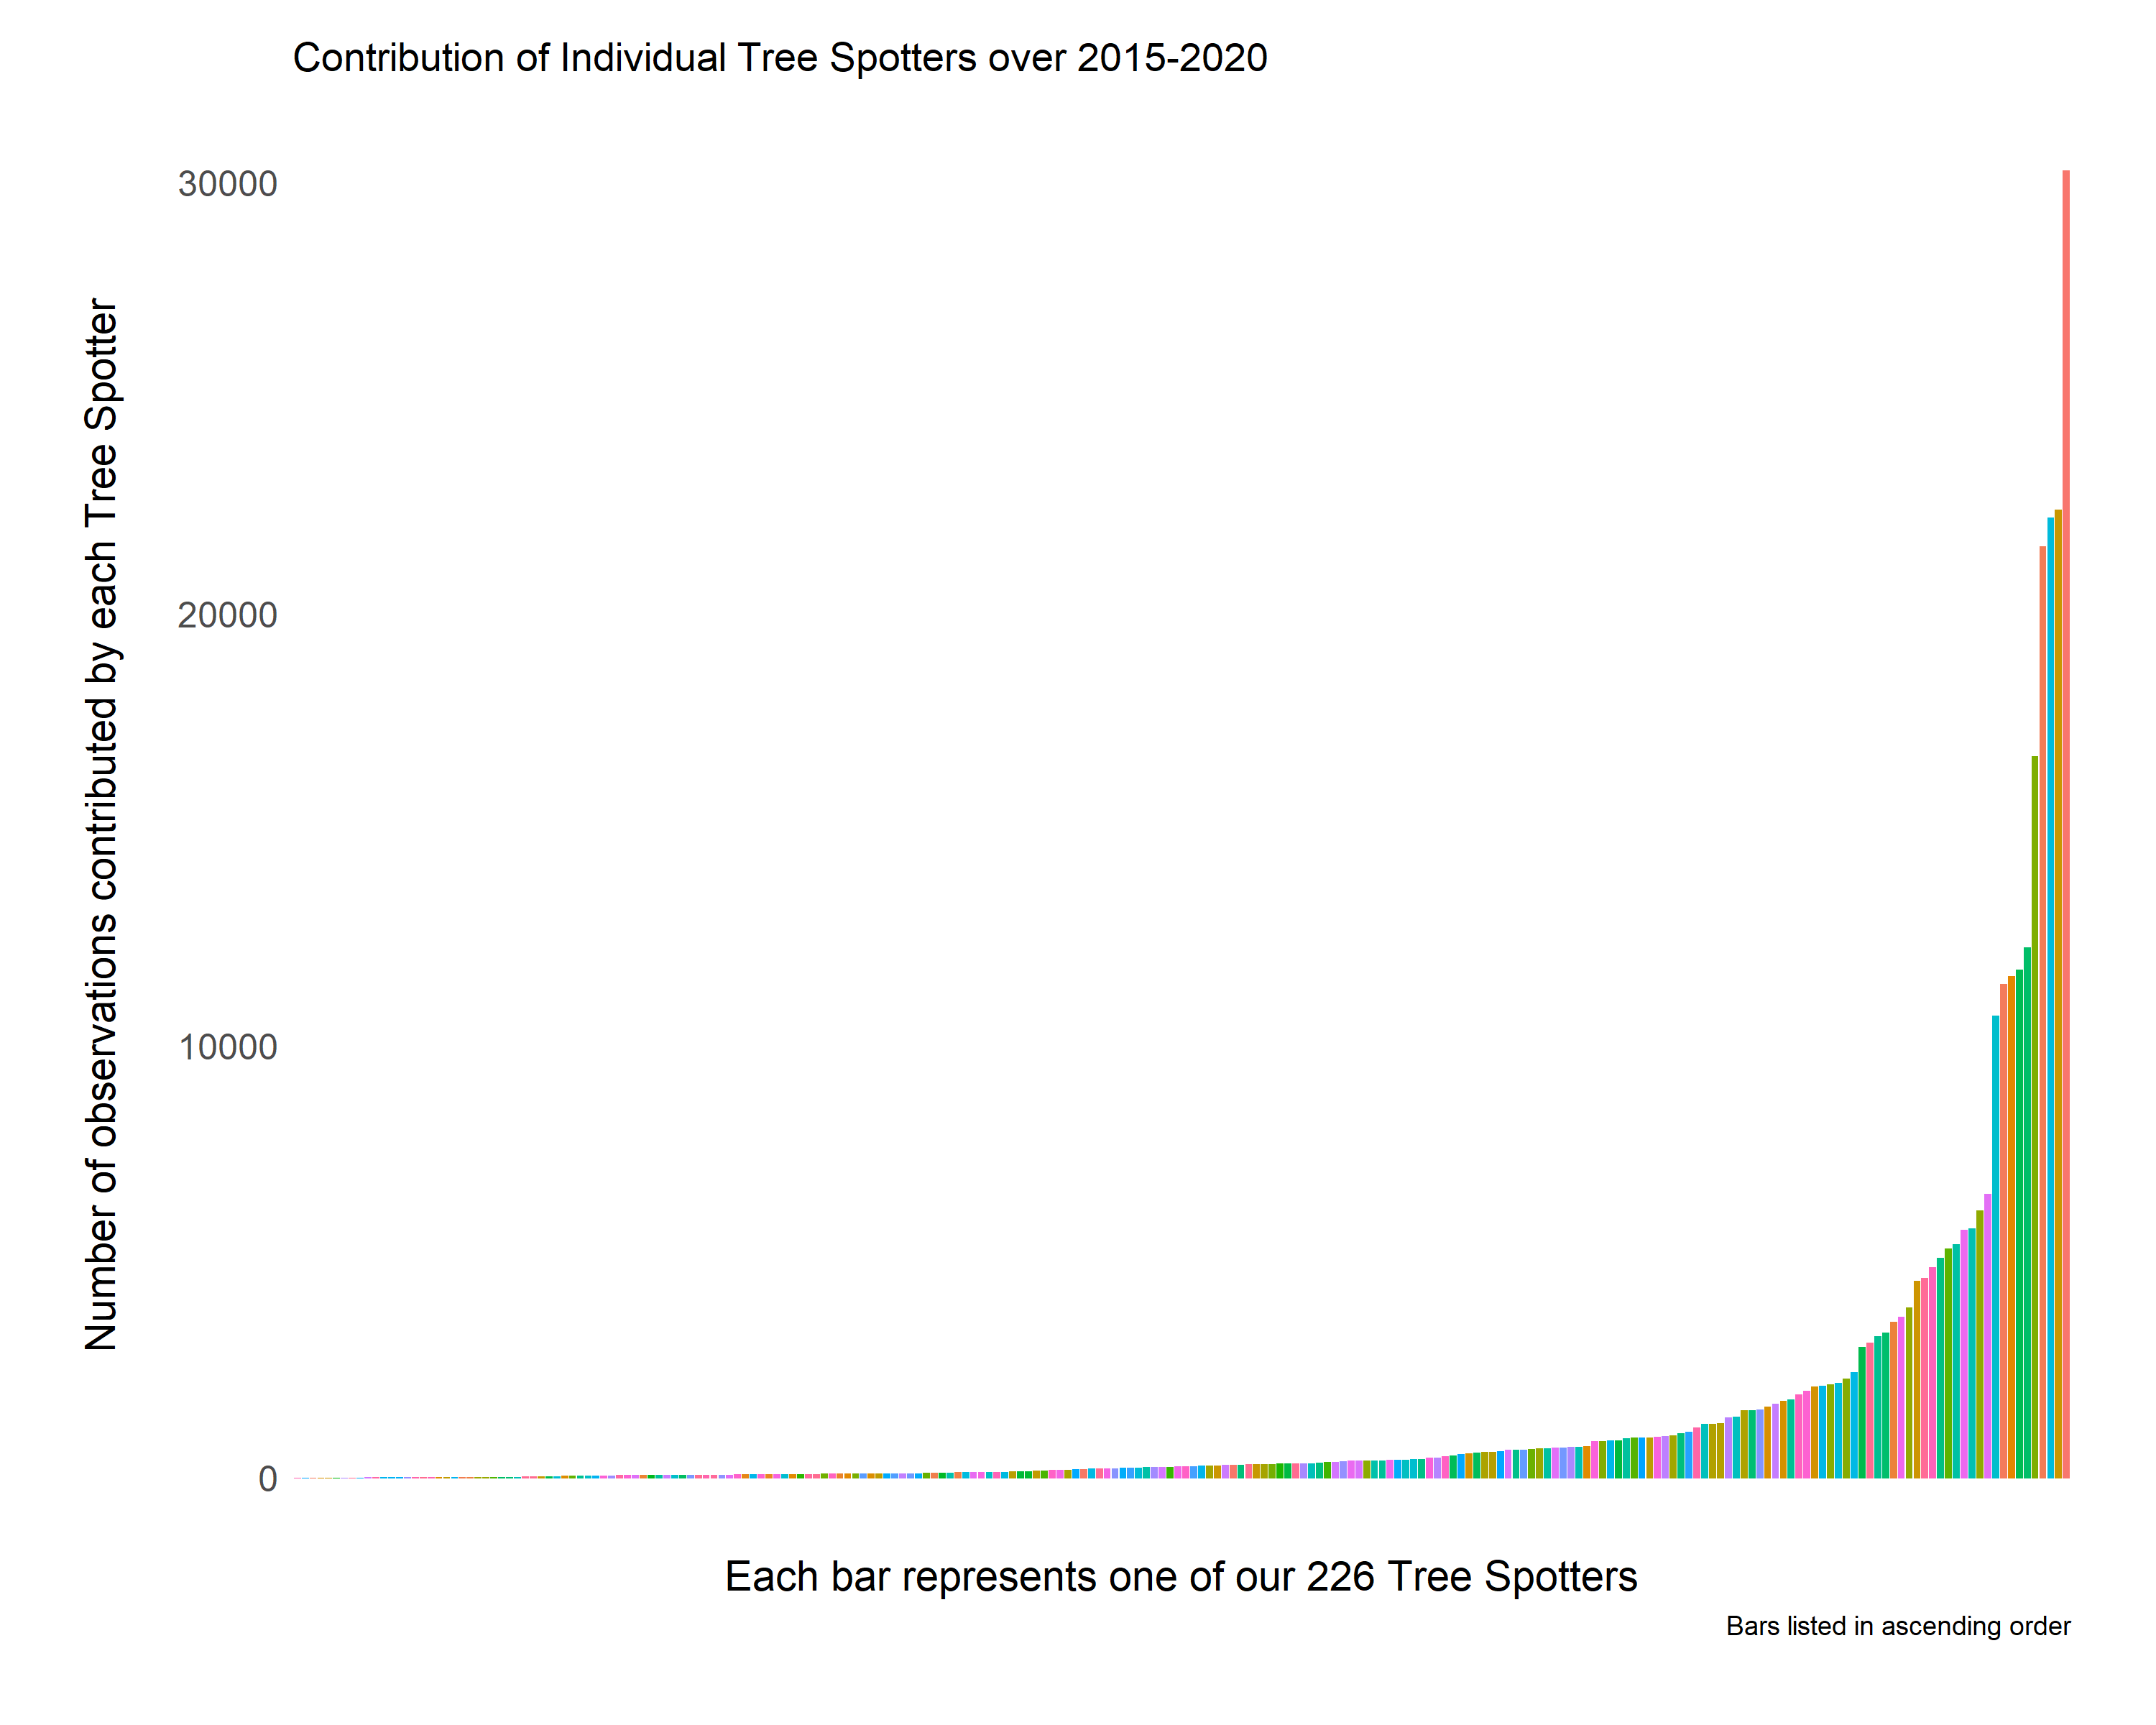 Contribution of Individual Tree Spotters over 2015-2020
Number of observations contributed by each Tree Spotter
30000
20000
10000
0
Each bar represents one of our 226 Tree Spotters
Bars listed in ascending order